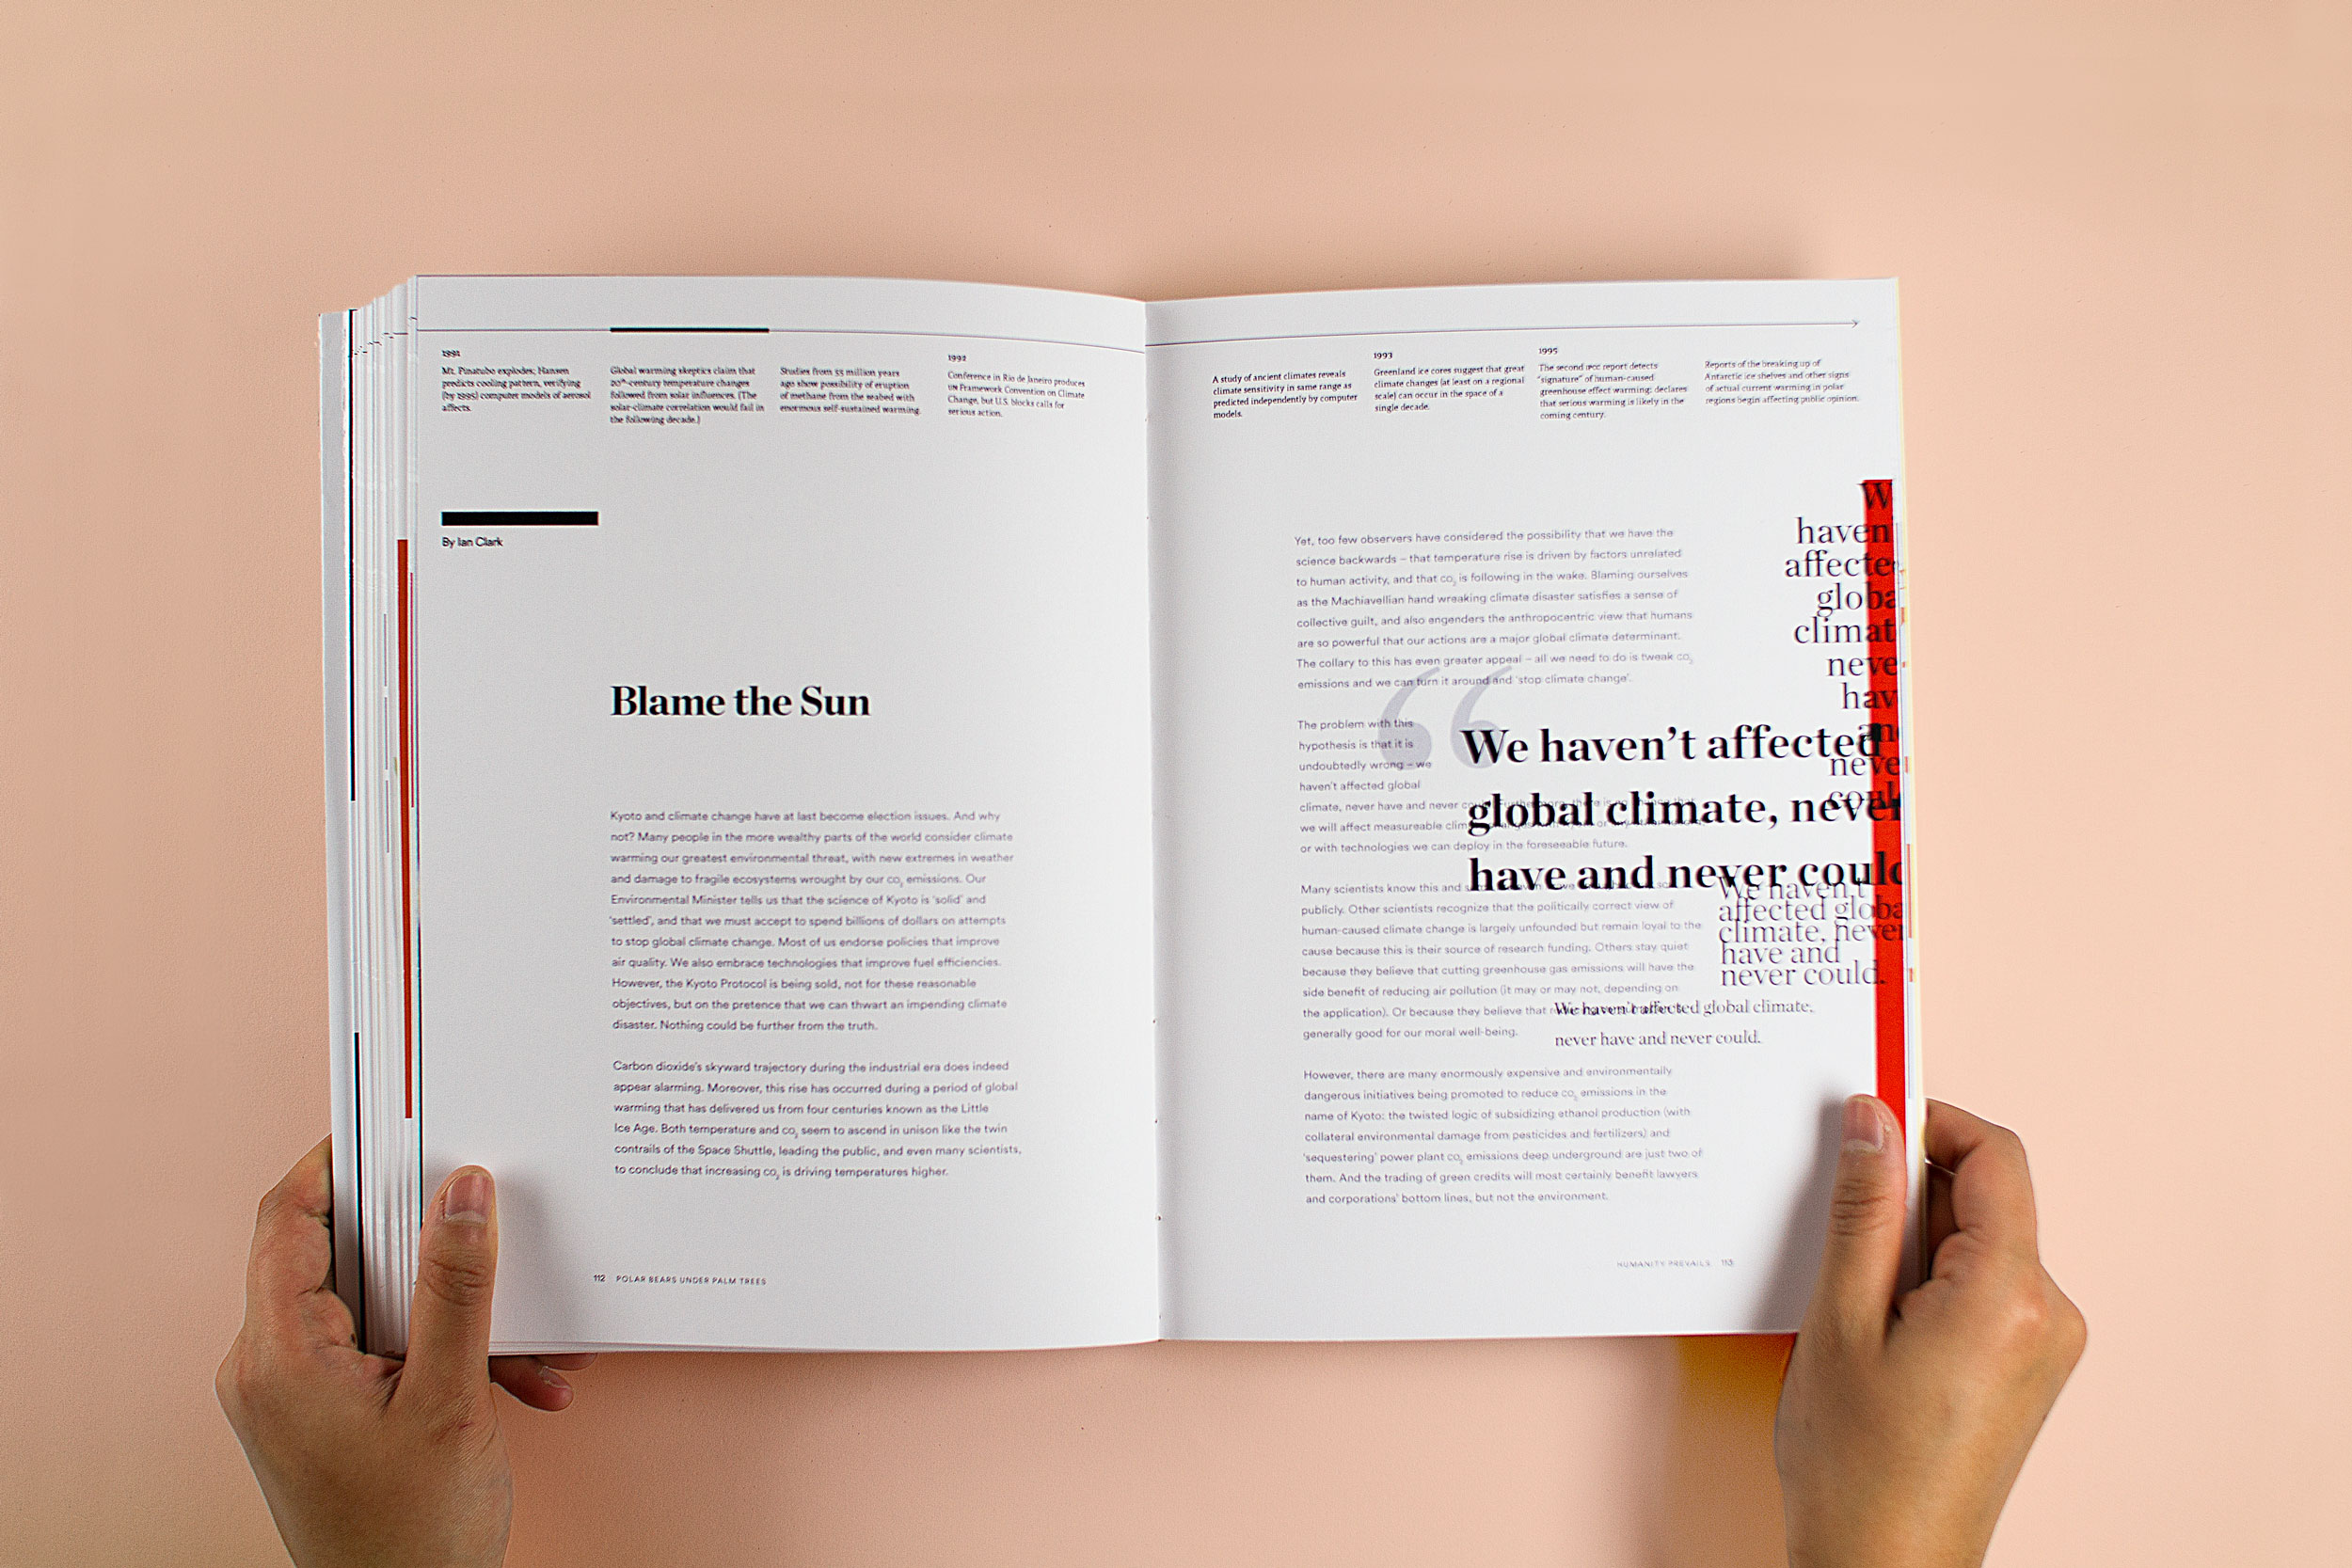 1991
Mt. Pinatubo explodes; Hansen
predicts cooling pattern, verifying
(by 1995) computer models of aerosol
affects.
Global warming skeptics claim that
20th-century temperature changes
followed from solar influences. (The
solar-climate correlation would fail in
the following decade.)
Studies from 55 million years
ago show possibility of eruption
of methane from the seabed with
enormous self-sustained warming.
1992
Conference in Rio de Janeiro produces
UN Framework Convention on Climate
Change, but U.S. blocks calls for
serious action.
By Ian Clark
Blame the Sun
Kyoto and climate change have at last become election issues. And why
not? Many people in the more wealthy parts of the world consider climate
warming our greatest environmental threat, with new extremes in weather
and damage to fragile ecosystems wrought by our co2 emissions. Our
Environmental Minister tells us that the science of Kyoto is 'solid' and
'settled', and that we must accept to spend billions of dollars on attempts
to stop global climate change. Most of us endorse policies that improve
air quality. We also embrace technologies that improve fuel efficiencies.
However, the Kyoto Protocol is being sold, not for these reasonable
objectives, but on the pretence that we can thwart an impending climate
disaster. Nothing could be further from the truth.
Carbon dioxide's skyward trajectory during the industrial era does indeed
appear alarming. Moreover, this rise has occurred during a period of global
warming that has delivered us from four centuries known as the Little
Ice Age. Both temperature and co2 seem to ascend in unison like the twin
contrails of the Space Shuttle, leading the public, and even many scientists,
to conclude that increasing co2 is driving temperatures higher.
112 POLAR BEARS UNDER PALM TREES
A study of ancient climates reveals
climate sensitivity in same range as
predicted independently by computer
models.
1993
Greenland ice cores suggest that great
climate changes (at least on a regional
scale) can occur in the space of a
single decade.
1995
The second IPCC report detects
"signature" of human-caused
greenhouse effect warming; declares
that serious warming is likely in the
coming century.
Reports of the breaking up of
Antarctic ice shelves and other signs
of actual current warming in polar
regions begin affecting public opinion.
Yet, too few observers have considered the possibility that we have the
science backwards – that temperature rise is driven by factors unrelated
to human activity, and that co2 is following in the wake. Blaming ourselves
as the Machiavellian hand wreaking climate disaster satisfies a sense of
collective guilt, and also engenders the anthropocentric view that humans
are so powerful that our actions are a major global climate determinant.
The collary to this has even greater appeal – all we need to do is tweak co2
emissions and we can turn it around and 'stop climate change'.
The problem with this
hypothesis is that it is
undoubtedly wrong – we
haven't affected global
climate, never have and never
we will affect measureable
or with technologies we can deploy in the foreseeable future.
Many scientists know this and
publicly. Other scientists recognize that the politically correct view of
human-caused climate change is largely unfounded but remain loyal to the
cause because this is their source of research funding. Others stay quiet
because they believe that cutting greenhouse gas emissions will have the
side benefit of reducing air pollution (it may or may not, depending on
the application). Or because they believe that
generally good for our moral well-being.
However, there are many enormously expensive and environmentally
dangerous initiatives being promoted to reduce co2 emissions in the
name of Kyoto: the twisted logic of subsidizing ethanol production (with
collateral environmental damage from pesticides and fertilizers) and
'sequestering' power plant co2 emissions deep underground are just two of
them. And the trading of green credits will most certainly benefit lawyers
and corporations' bottom lines, but not the environment.
W
haven'
affecte
globa
climat
neve
hav
an
neve
coul
“
We haven't affected
global climate, never
have and never could
We haven't
affected globa
climate, never
have and
never could.
We haven't affected global climate,
never have and never could.
HUMANITY PREVAILS 113